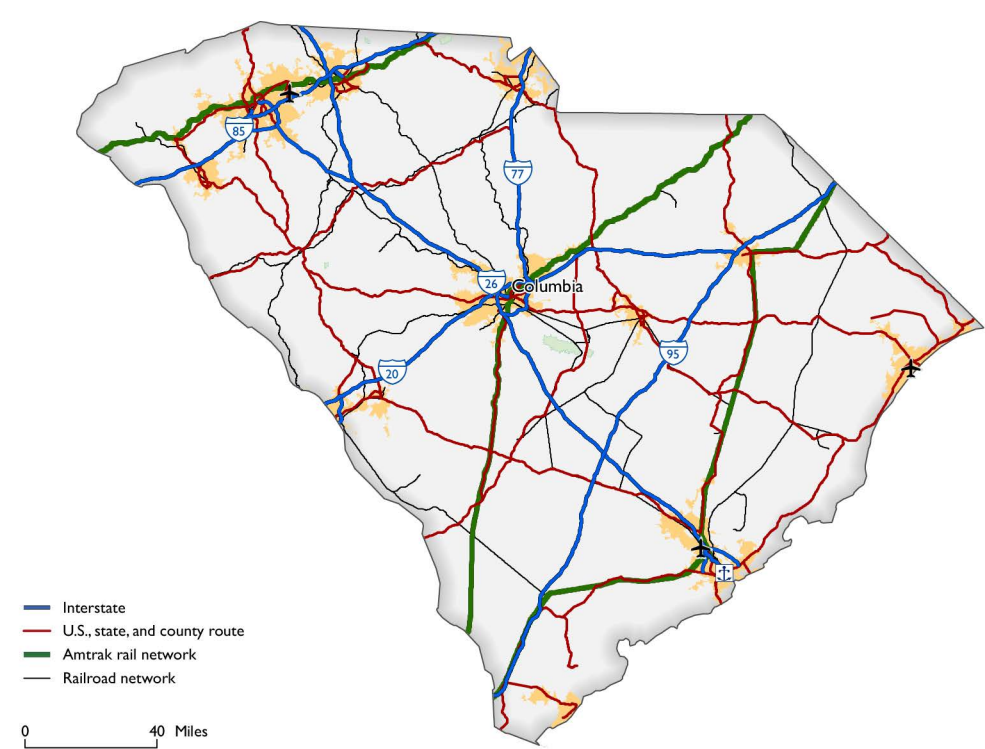 85
77
26
Columbia
95
20
Interstate
U.S., state, and county route
Amtrak rail network
Railroad network
0 40 Miles